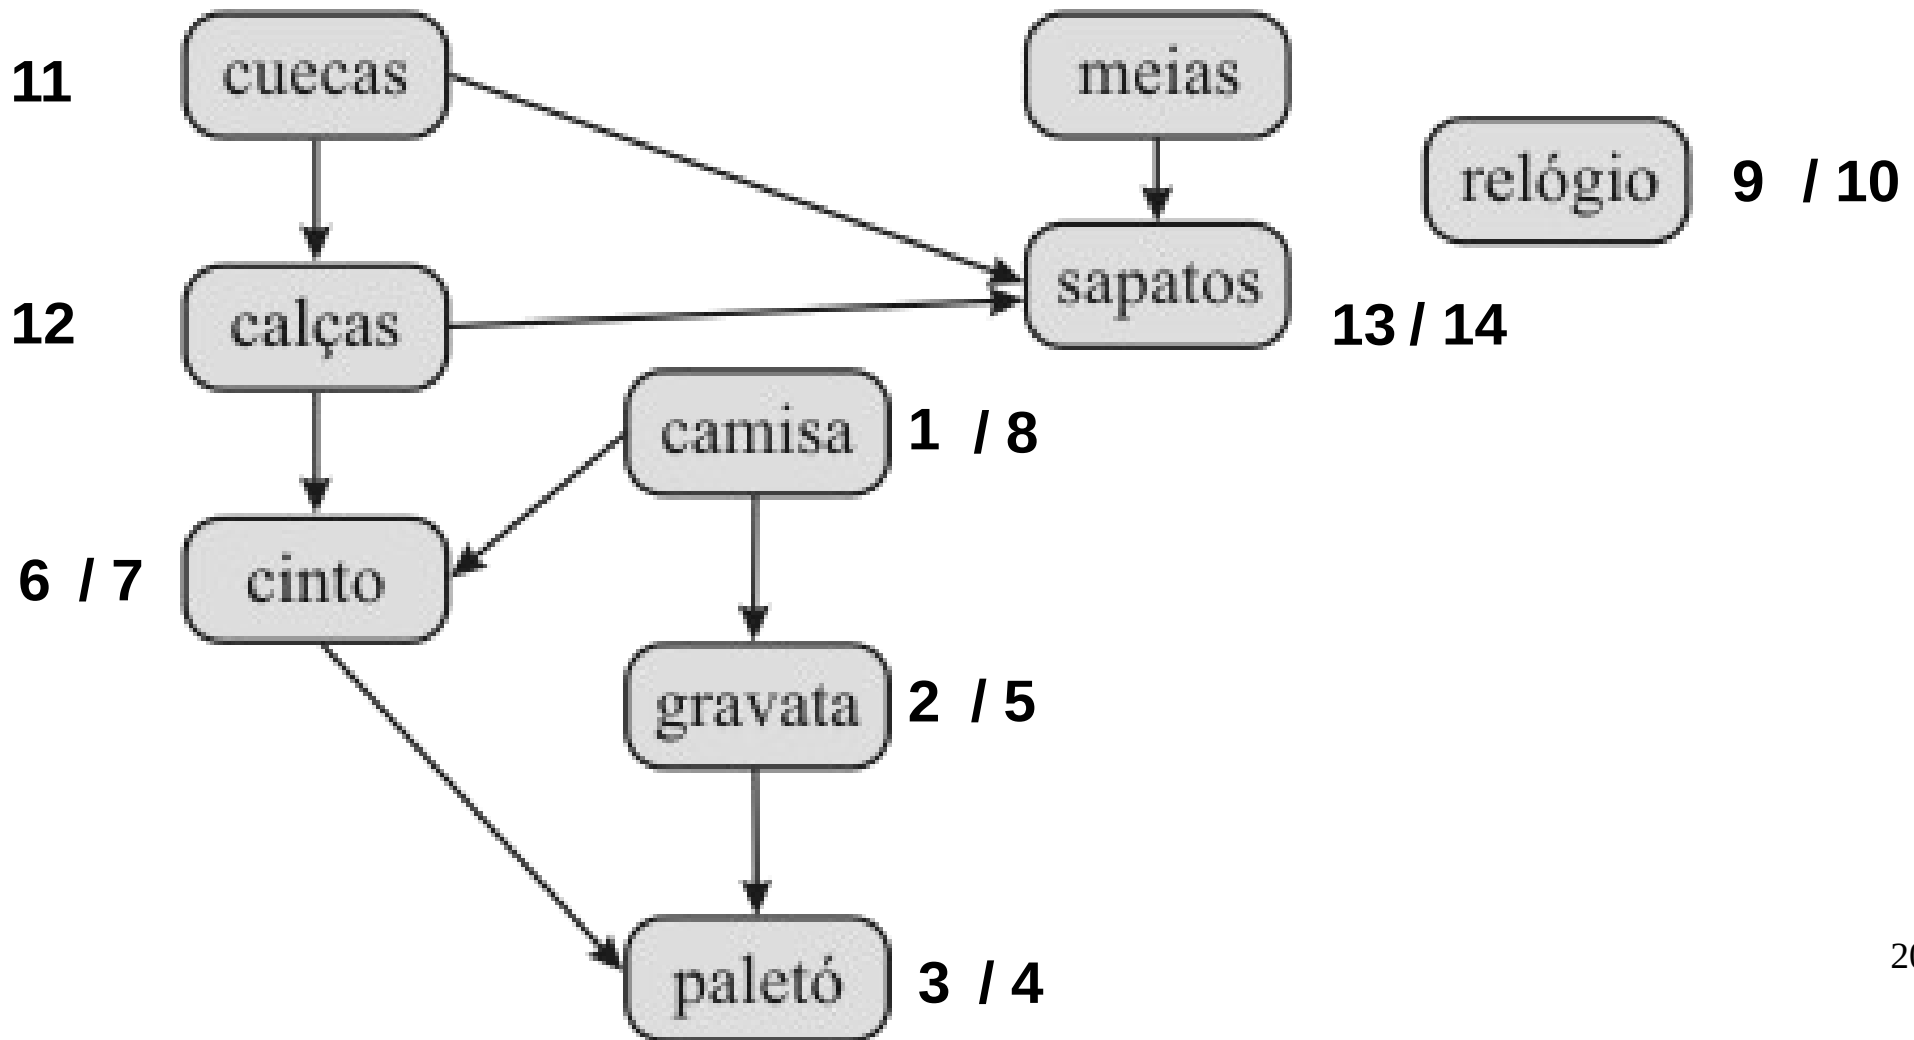 cuecas
meias
11
relógio
9 / 10
sapatos
calças
12
13 / 14
camisa
1 / 8
cinto
6 / 7
gravata
2 / 5
paletó
3 / 4